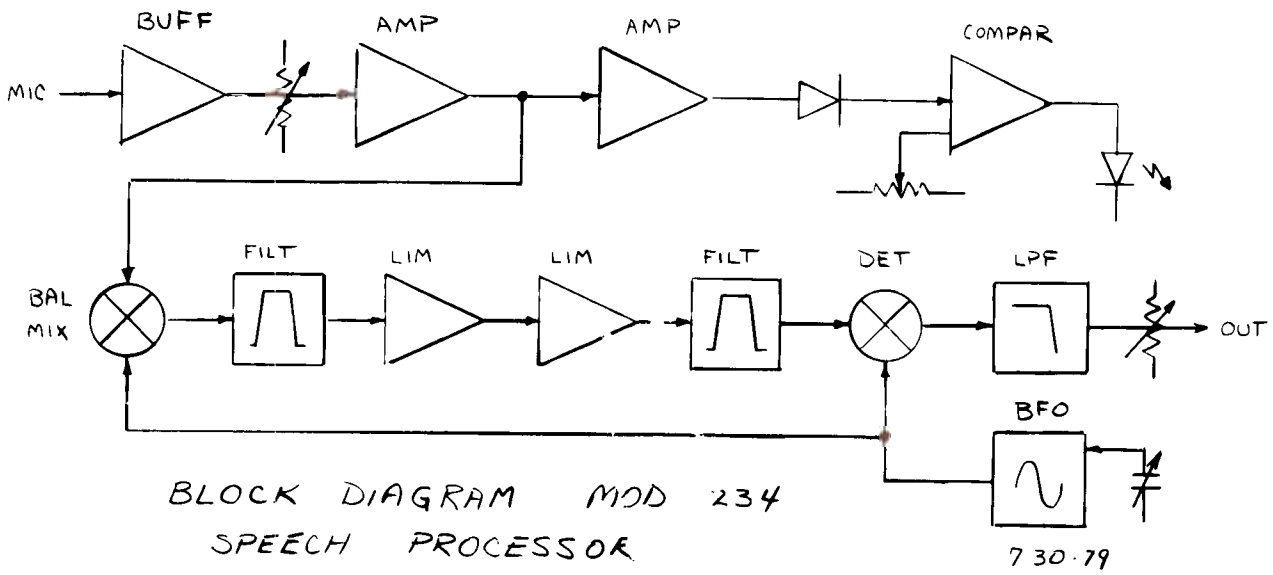 BUFF
AMP
AMP
COMPAR
MIC
FILT
LIM
LIM
FILT
DET
LPF
BAL
MIX
OUT
BFO
BLOCK DIAGRAM MOD 234
SPEECH PROCESSOR
7 30·79